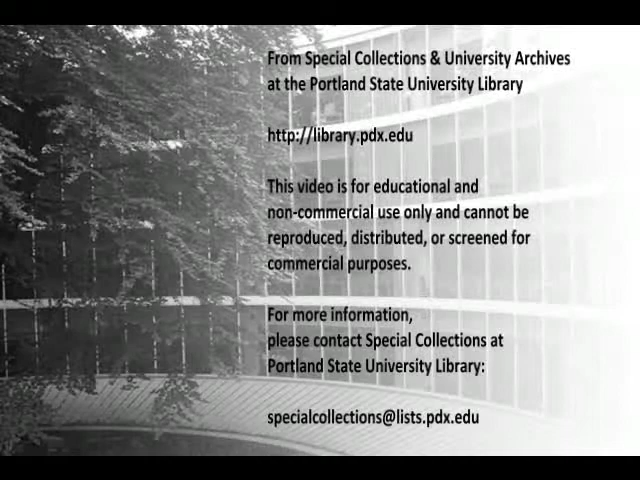 From Special Collections & University Archives
at the Portland State University Library
http://library.pdx.edu
This video is for educational and
non-commercial use only and cannot be
reproduced, distributed, or screened for
commercial purposes.
For more information,
please contact Special Collections at
Portland State University Library:
specialcollections@lists.pdx.edu